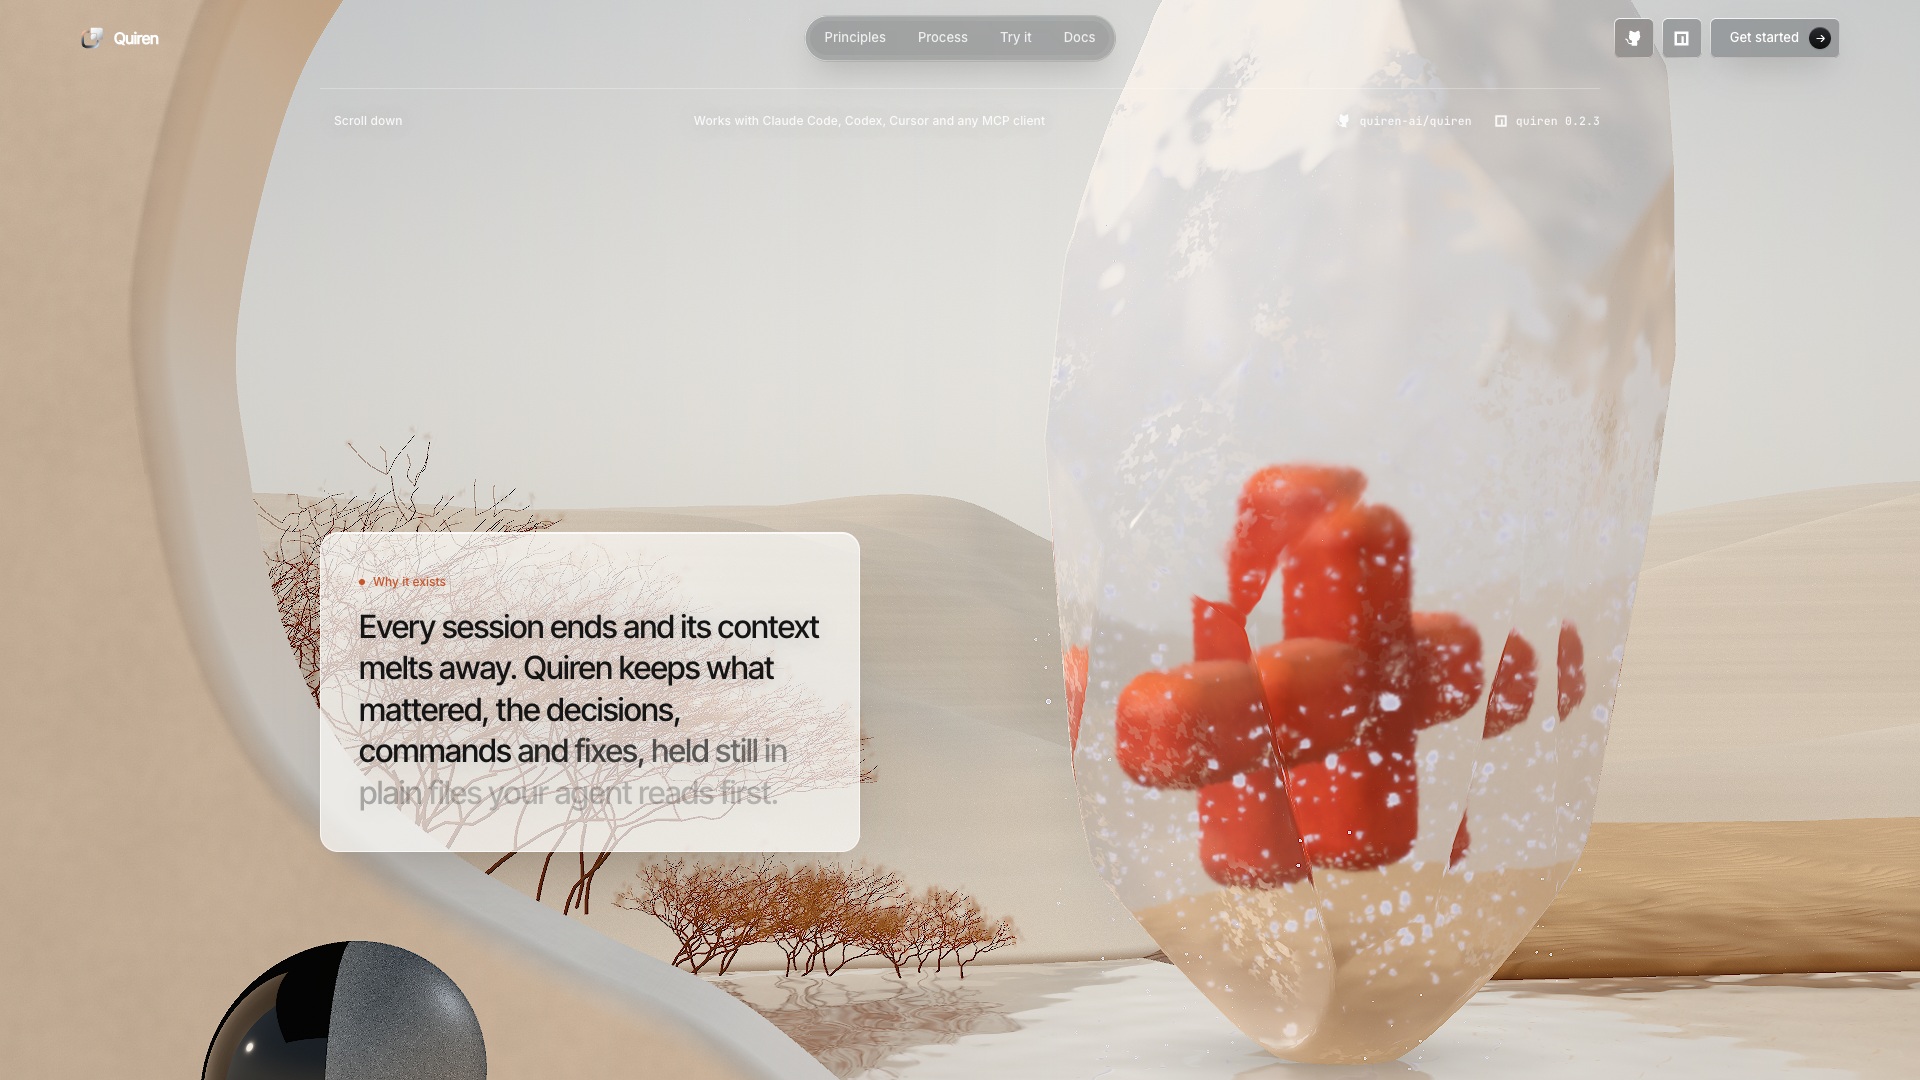 Quiren
Principles
Process
Try it
Docs
Get started
Scroll down
Works with Claude Code, Codex, Cursor and any MCP client
quiren-ai/quiren
quiren 0.2.3
Why it exists
Every session ends and its context
melts away. Quiren keeps what
mattered, the decisions,
commands and fixes, held still in
plain files your agent reads first.